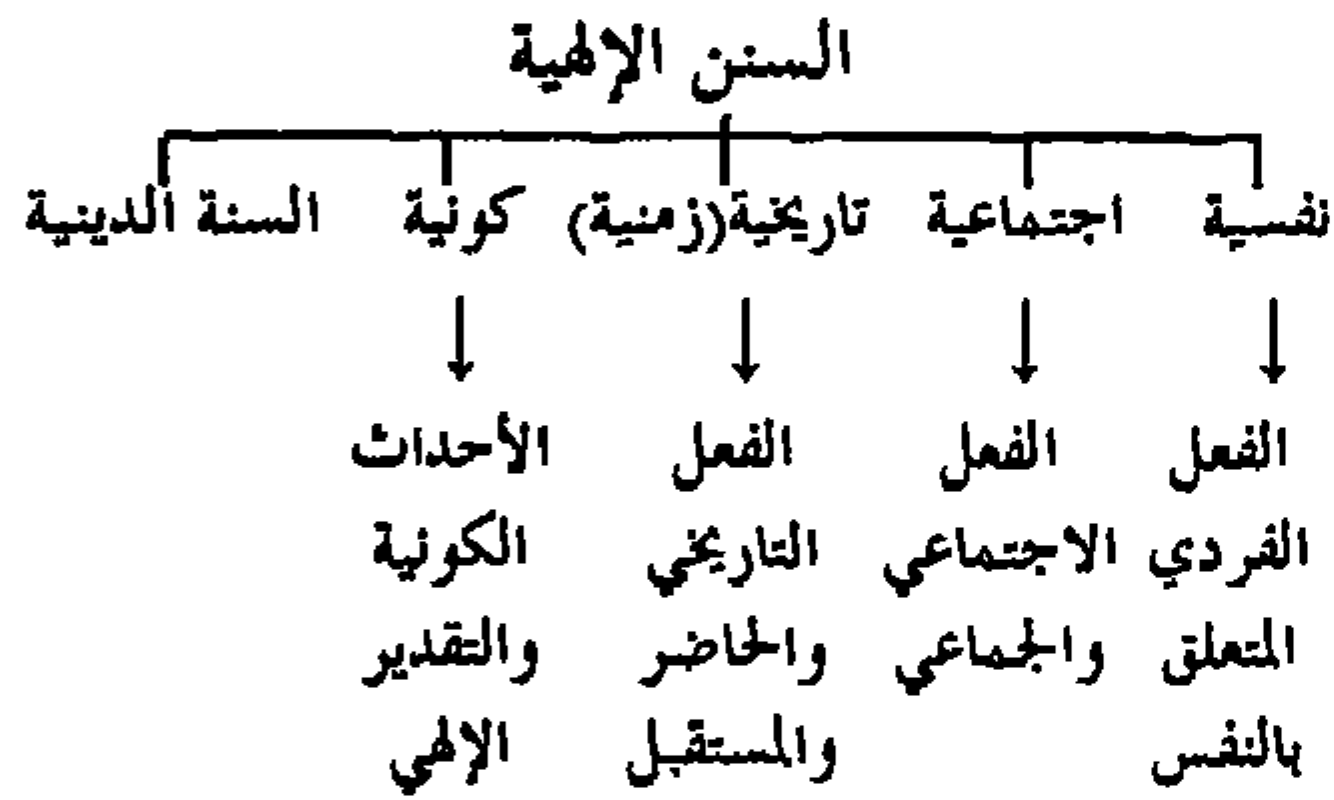 السنن الإلهية
نفسية اجتماعية تاريخية(زمنية) كونية السنة الدينية
الفعل الفعل الفعل الأحداث
الفردي الاجتماعي التاريخي الكونية
المتعلق والجماعي والحاضر والتقدير
بالنفس والمستقبل الإلهي